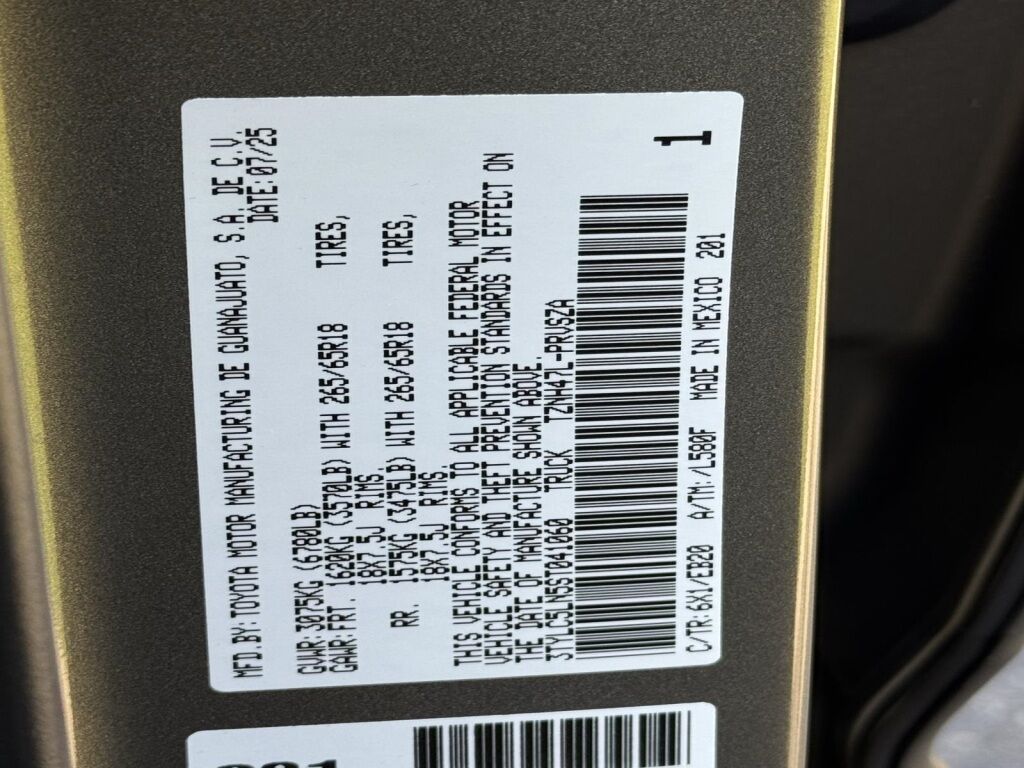 MFD.BY:TOYOTA MOTOR MANUFACTURING DE GUANAJUATO, S.A. DE C.V.
DATE:07/25
GVWR:3075KG (6780LB)
GAWR:FRT. 1620KG (3570LB) WITH 265/65R18 TIRES,
18X7.5J RIMS.
RR. 1575KG (3475LB) WITH 265/65R18 TIRES,
18X7.5J RIMS.
THIS VEHICLE CONFORMS TO ALL APPLICABLE FEDERAL MOTOR
VEHICLE SAFETY AND THEFT PREVENTION STANDARDS IN EFFECT ON
THE DATE OF MANUFACTURE SHOWN ABOVE.
3TYLC5LN5ST041060 TRUCK TZNH47L-PRVSZA
1
C/TR:6X1/EB20 A/TM:/L580F MADE IN MEXICO 201